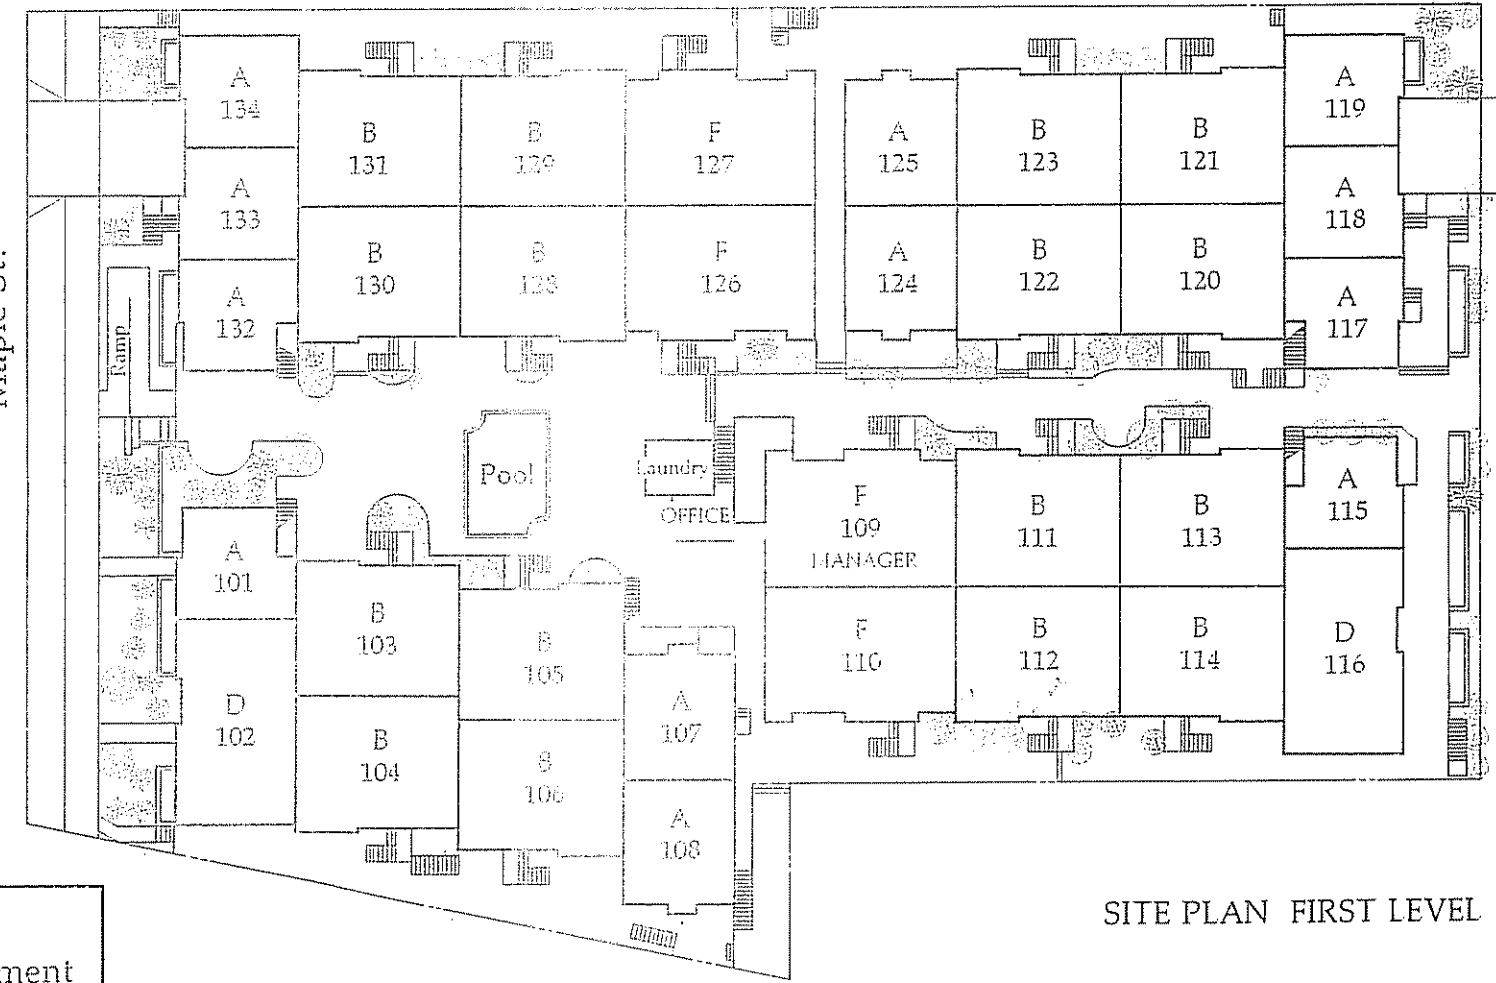 A
134
A
133
A
132
B
131
B
130
B
129
B
128
F
127
F
126
A
125
A
124
B
123
B
122
B
121
B
120
A
119
A
118
A
117
Maple St.
Ramp
Pool
Laundry
OFFICE
A
101
D
102
B
103
B
104
B
105
B
106
A
107
A
108
F
109
MANAGER
F
110
B
111
B
112
B
113
B
114
A
115
D
116
SITE PLAN FIRST LEVEL